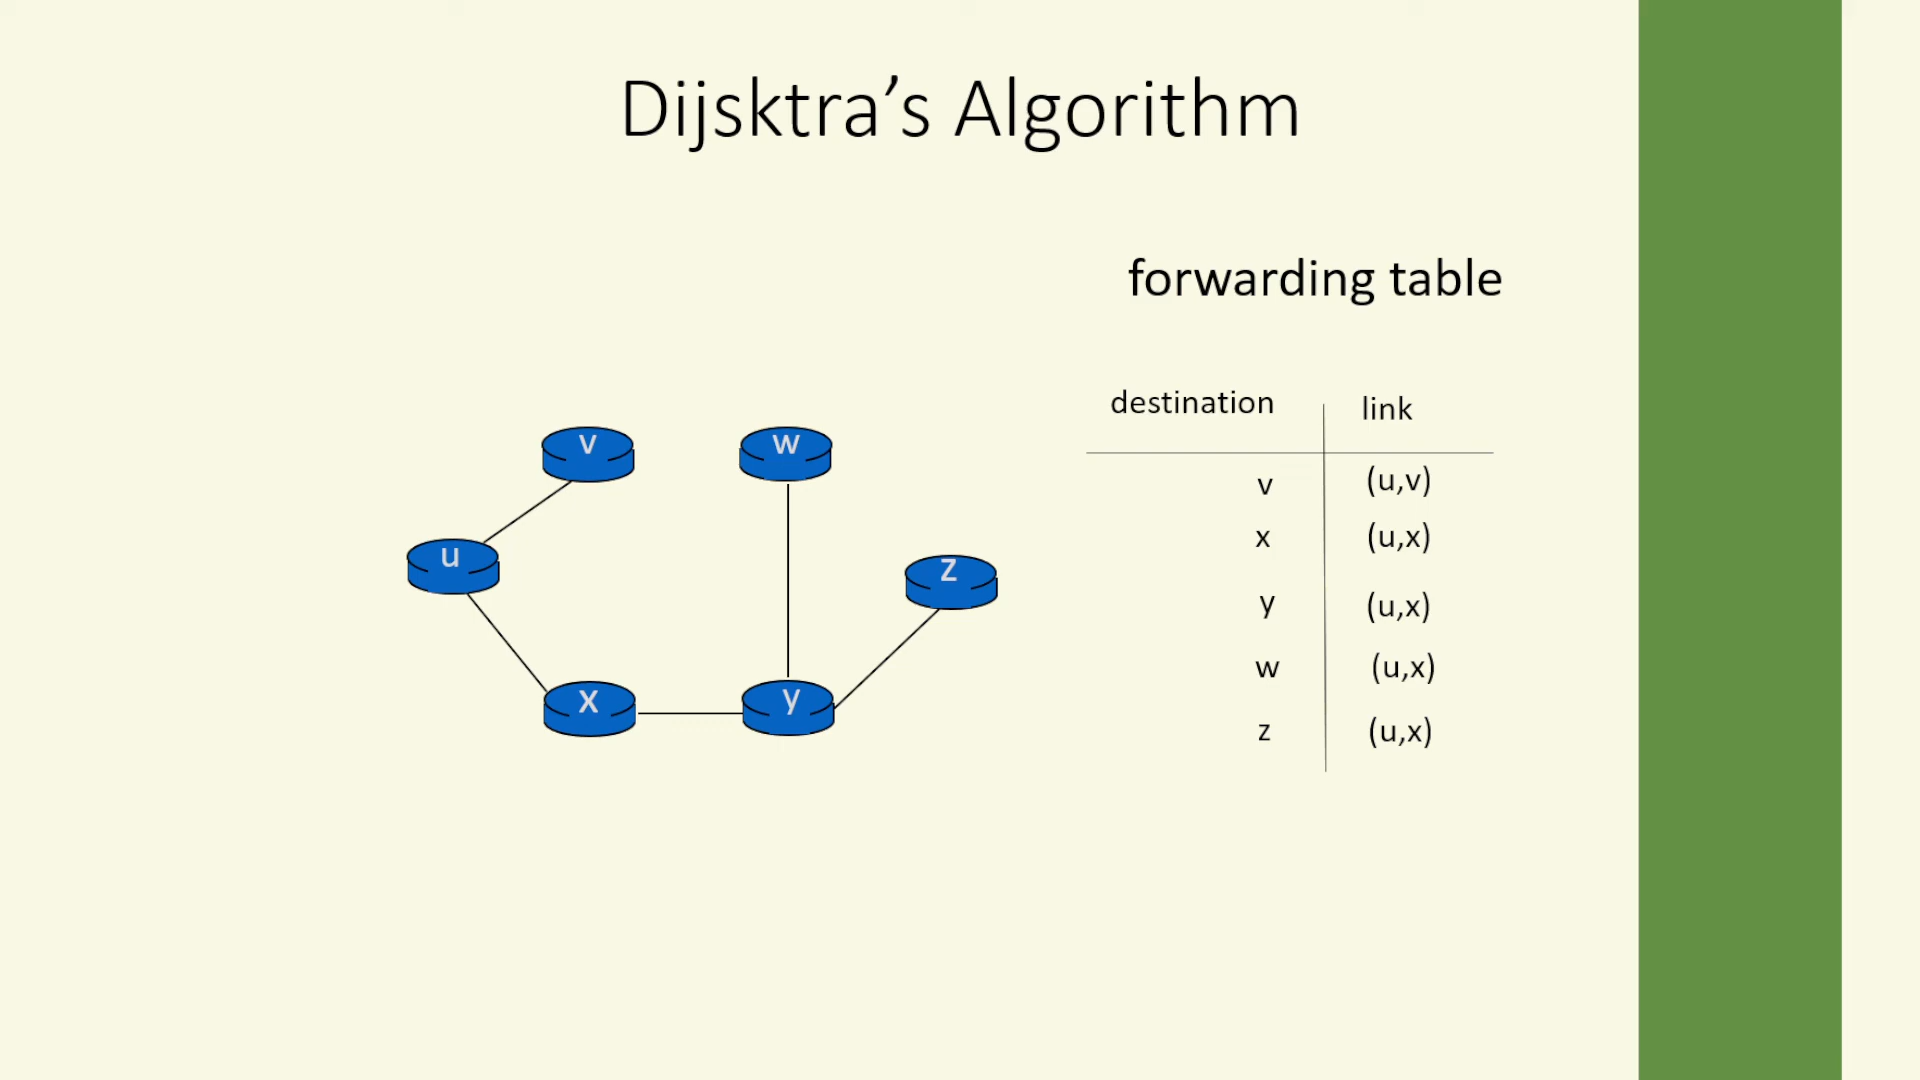 Dijsktra’s Algorithm
forwarding table
destination link
v (u,v)
x (u,x)
y (u,x)
w (u,x)
z (u,x)
v
w
u
z
x
y